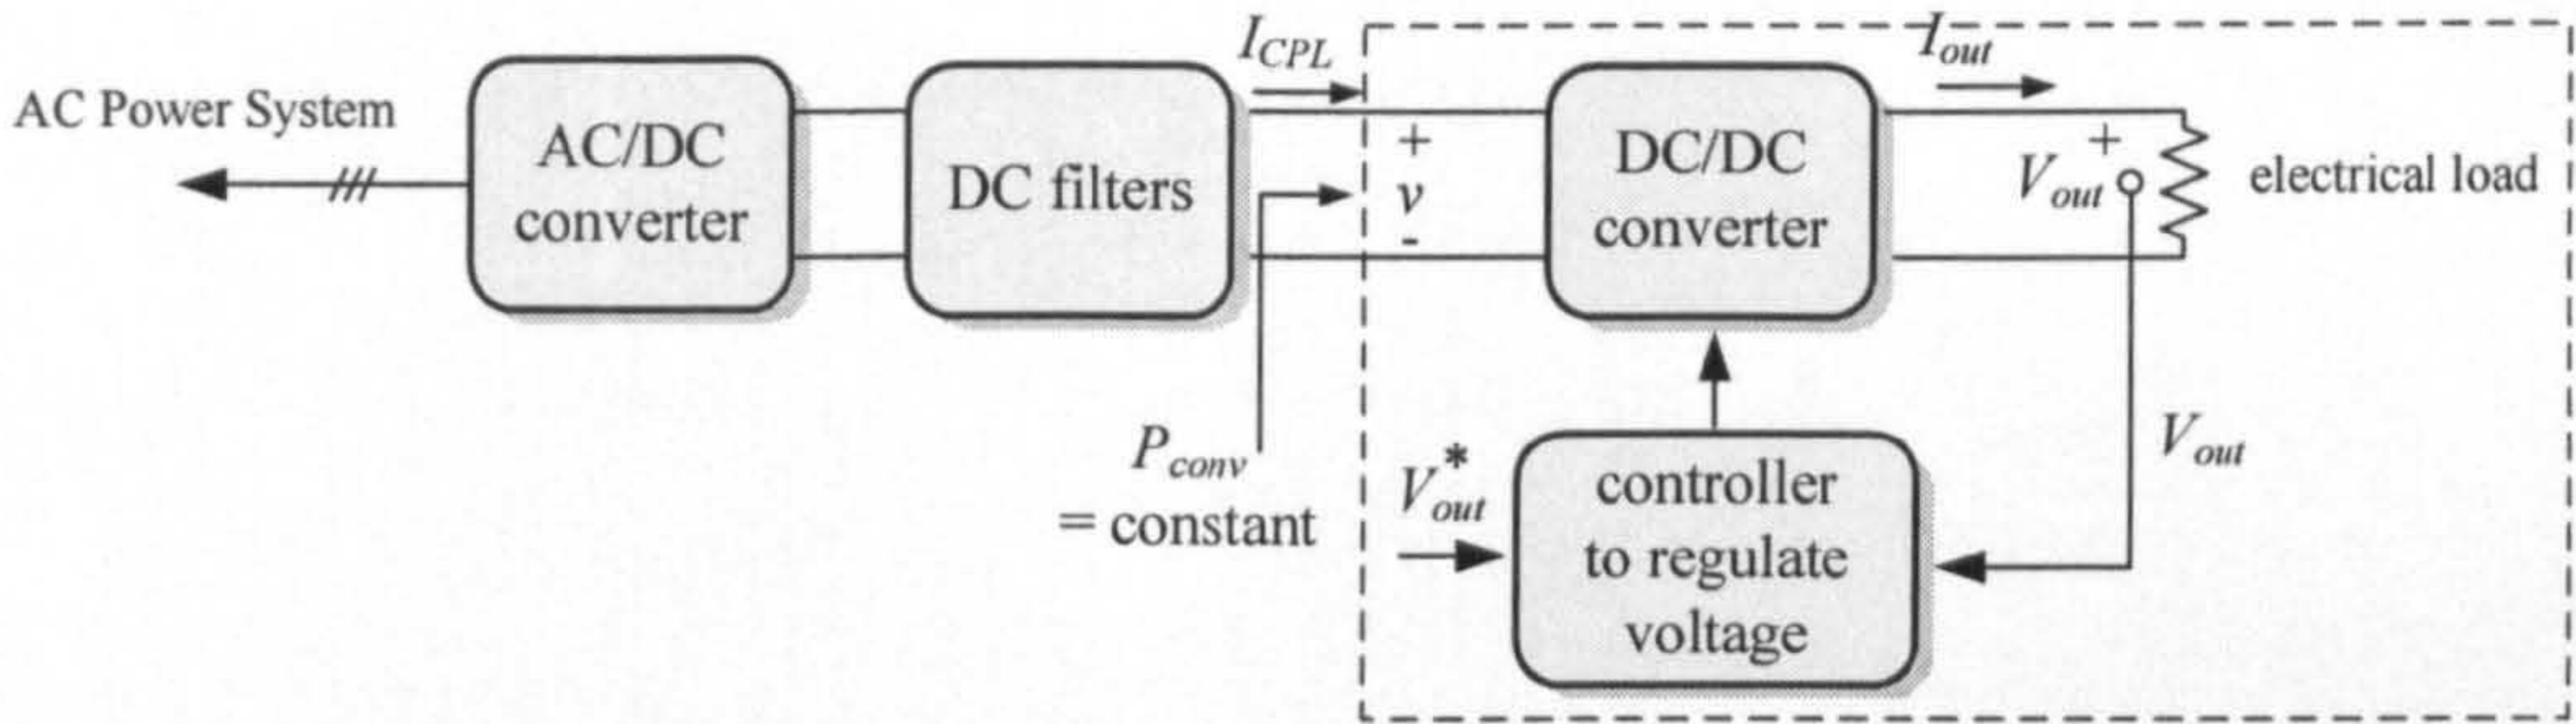 AC Power System
AC/DC
converter
DC filters
I_CPL
+
v
-
P_conv
= constant
DC/DC
converter
I_out
+
V_out
electrical load
V*_out
controller
to regulate
voltage
V_out